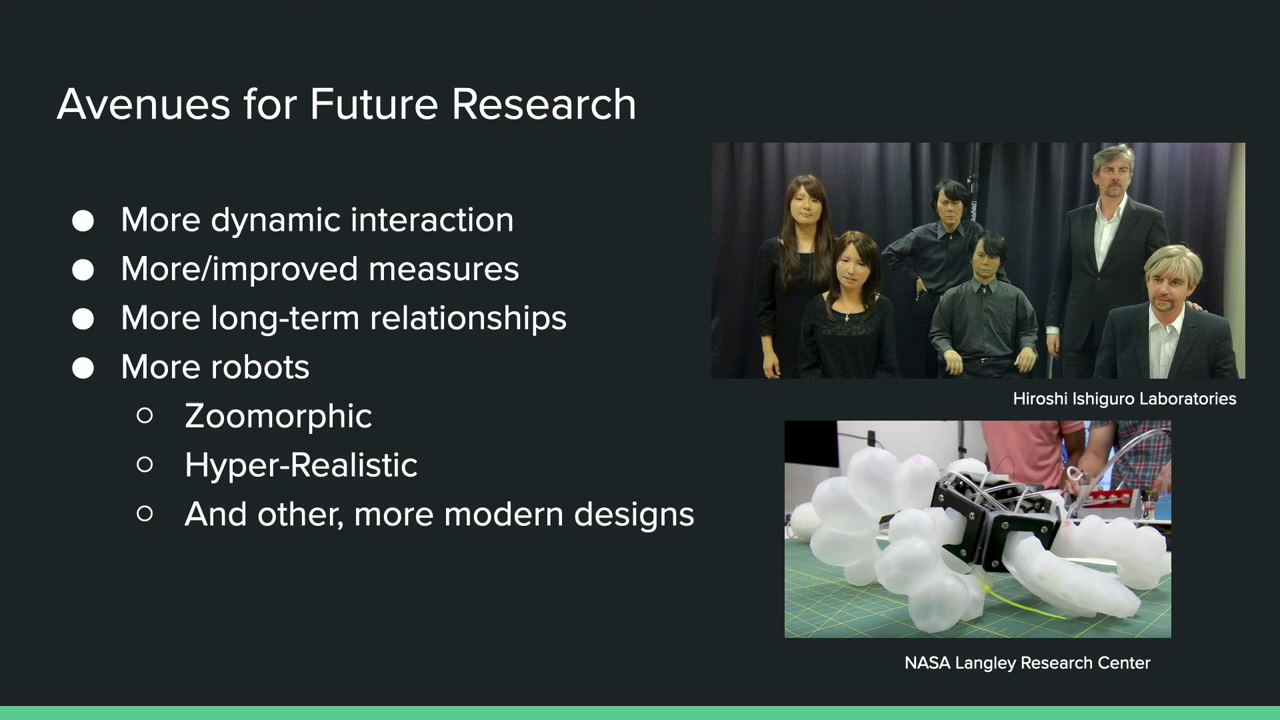 Avenues for Future Research
● More dynamic interaction
● More/improved measures
● More long-term relationships
● More robots
○ Zoomorphic
○ Hyper-Realistic
○ And other, more modern designs
Hiroshi Ishiguro Laboratories
NASA Langley Research Center